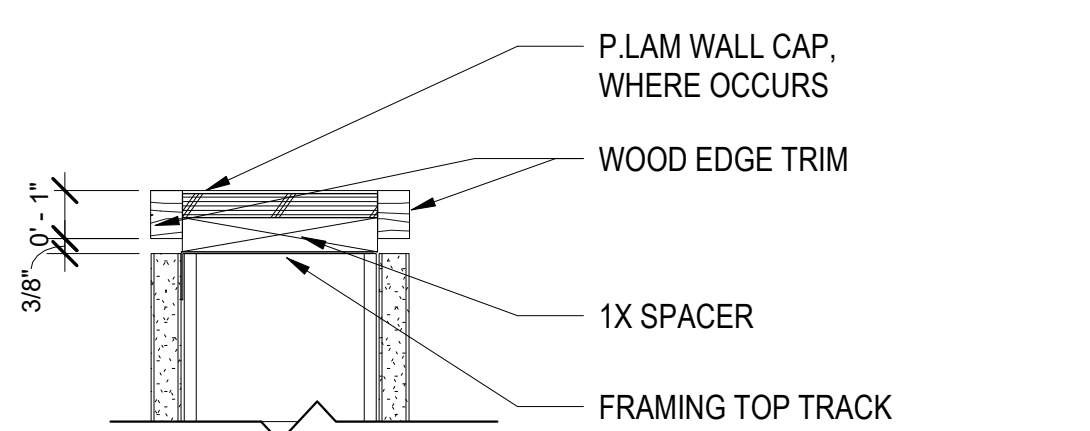 P.LAM WALL CAP,
WHERE OCCURS
WOOD EDGE TRIM
0' - 1"
3/8"
1X SPACER
FRAMING TOP TRACK